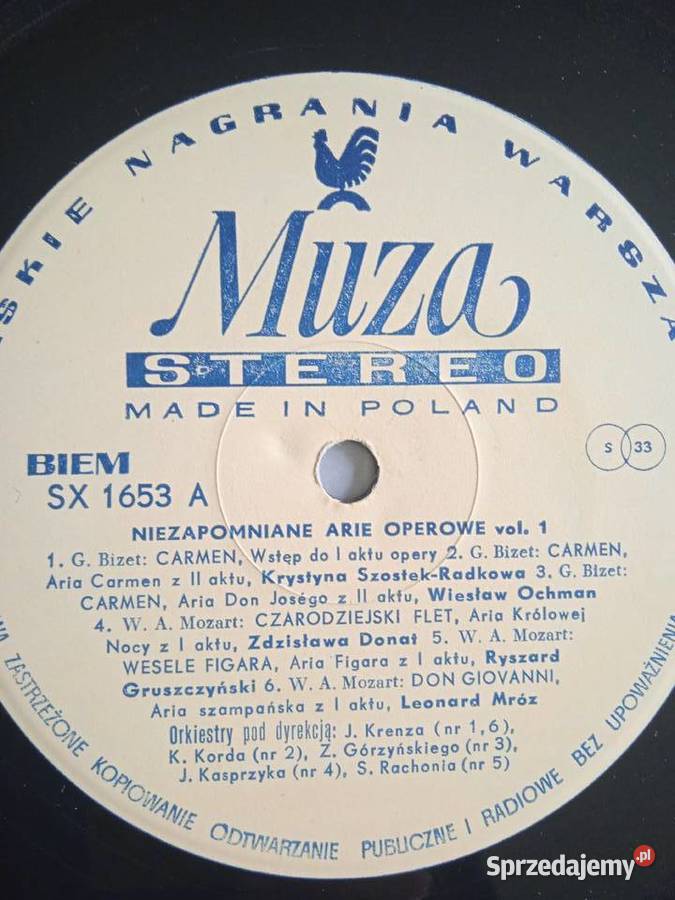 SKIE NAGRANIA WARSZA
Muza
STEREO
MADE IN POLAND
BIEM
SX 1653 A
S 33
NIEZAPOMNIANE ARIE OPEROWE vol. 1
1. G. Bizet: CARMEN, Wstęp do I aktu opery 2. G. Bizet: CARMEN,
Aria Carmen z II aktu, Krystyna Szostek-Radkowa 3. G. Bizet:
CARMEN, Aria Don Joségo z II aktu, Wiesław Ochman
4. W. A. Mozart: CZARODZIEJSKI FLET, Aria Królowej
Nocy z I aktu, Zdzisława Donat 5. W. A. Mozart:
WESELE FIGARA, Aria Figara z I aktu, Ryszard
Gruszczyński 6. W. A. Mozart: DON GIOVANNI,
Aria szampańska z I aktu, Leonard Mróz
Orkiestry pod dyrekcją: J. Krenza (nr 1,6),
K. Korda (nr 2), Z. Górzyńskiego (nr 3),
J. Kasprzyka (nr 4), S. Rachonia (nr 5)
WA ZASTRZEŻONE KOPIOWANIE ODTWARZANIE PUBLICZNE I RADIOWE BEZ UPOWAŻNIENIA
Sprzedajemy.pl